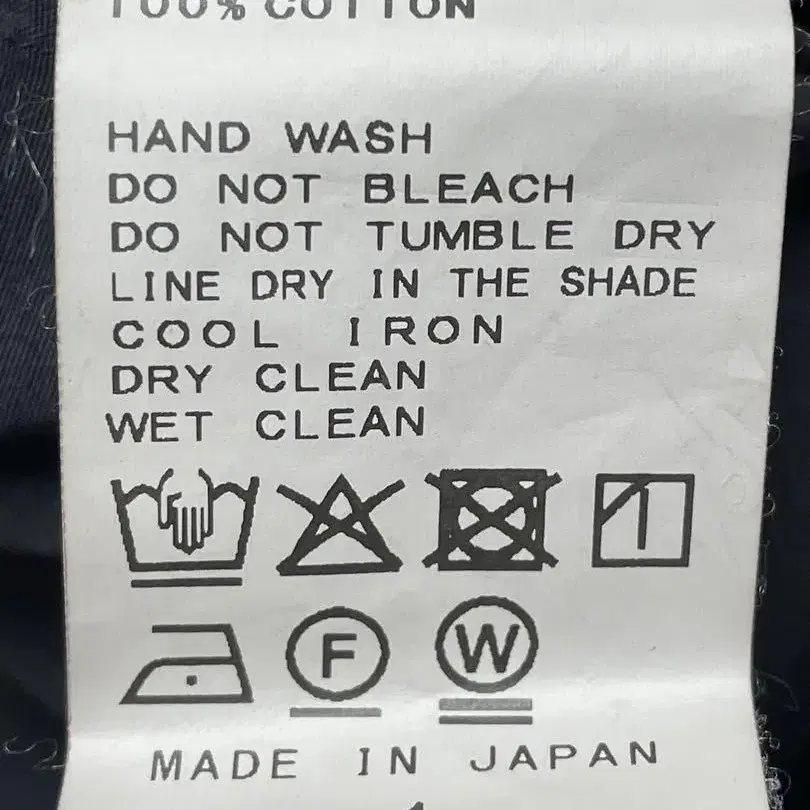 100% COTTON
HAND WASH
DO NOT BLEACH
DO NOT TUMBLE DRY
LINE DRY IN THE SHADE
COOL IRON
DRY CLEAN
WET CLEAN
F W
MADE IN JAPAN